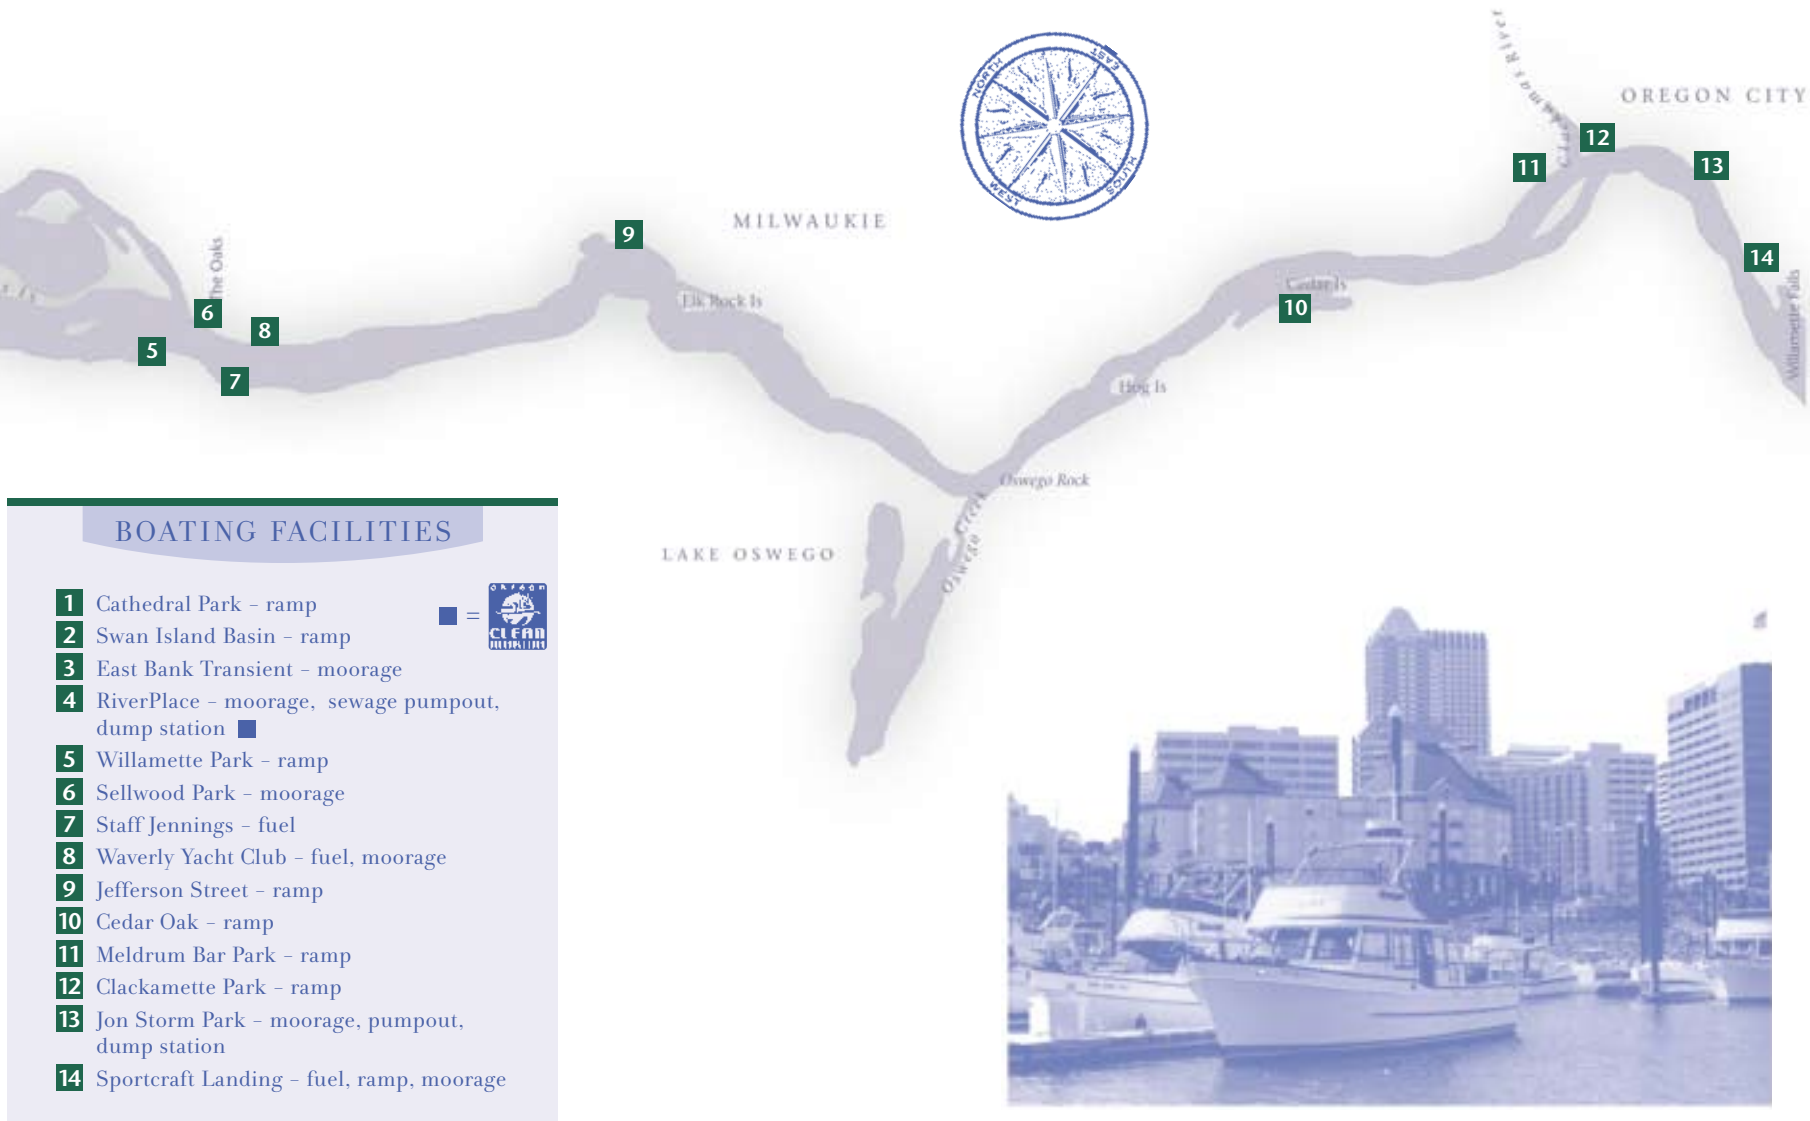 NORTH
EAST
SOUTH
WEST
OREGON CITY
12
11
13
14
Willamette Falls
MILWAUKIE
9
Elk Rock Is
The Oaks
6
8
5
7
Cedar Is
10
Hog Is
Oswego Rock
Oswego Creek
LAKE OSWEGO
BOATING FACILITIES
1 Cathedral Park – ramp
2 Swan Island Basin – ramp
3 East Bank Transient – moorage
4 RiverPlace – moorage, sewage pumpout,
dump station
5 Willamette Park – ramp
6 Sellwood Park – moorage
7 Staff Jennings – fuel
8 Waverly Yacht Club – fuel, moorage
9 Jefferson Street – ramp
10 Cedar Oak – ramp
11 Meldrum Bar Park – ramp
12 Clackamette Park – ramp
13 Jon Storm Park – moorage, pumpout,
dump station
14 Sportcraft Landing – fuel, ramp, moorage
=
OREGON
CLEAN